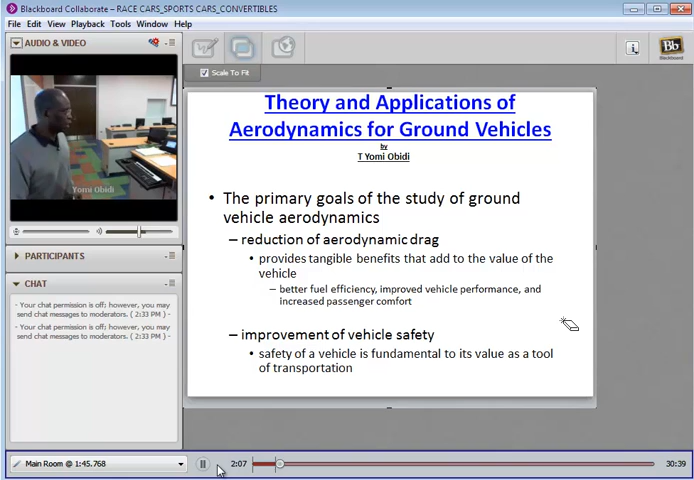 Blackboard Collaborate – RACE CARS_SPORTS CARS_CONVERTIBLES
File Edit View Playback Tools Window Help
AUDIO & VIDEO
Scale To Fit
Bb
Blackboard
Yomi Obidi
PARTICIPANTS
CHAT
- Your chat permission is off; however, you may
send chat messages to moderators. ( 2:33 PM ) -
- Your chat permission is off; however, you may
send chat messages to moderators. ( 2:33 PM ) -
Theory and Applications of
Aerodynamics for Ground Vehicles
by
T Yomi Obidi
• The primary goals of the study of ground
vehicle aerodynamics
– reduction of aerodynamic drag
• provides tangible benefits that add to the value of the
vehicle
– better fuel efficiency, improved vehicle performance, and
increased passenger comfort
– improvement of vehicle safety
• safety of a vehicle is fundamental to its value as a tool
of transportation
Main Room @ 1:45.768
2:07
30:39